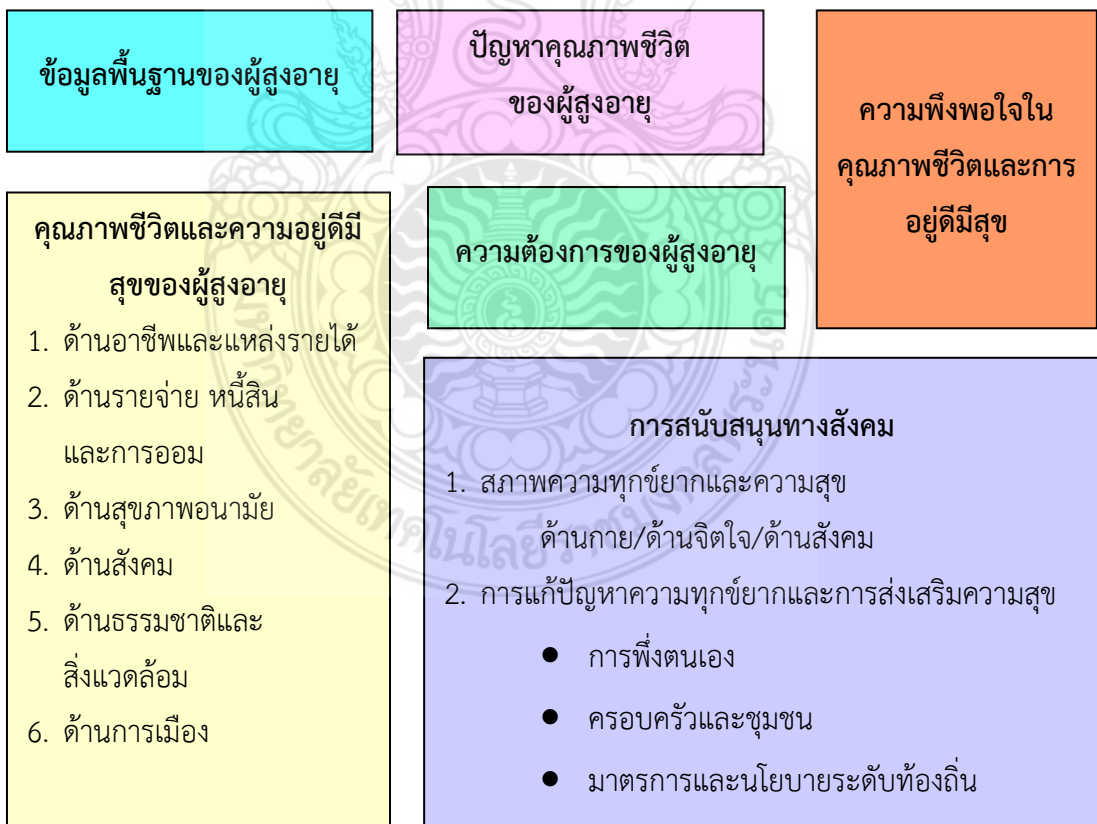 ข้อมูลพื้นฐานของผู้สูงอายุ
ปัญหาคุณภาพชีวิต
ของผู้สูงอายุ
ความพึงพอใจใน
คุณภาพชีวิตและการ
อยู่ดีมีสุข
คุณภาพชีวิตและความอยู่ดีมี
สุขของผู้สูงอายุ
1. ด้านอาชีพและแหล่งรายได้
2. ด้านรายจ่าย หนี้สิน
และการออม
3. ด้านสุขภาพอนามัย
4. ด้านสังคม
5. ด้านธรรมชาติและ
สิ่งแวดล้อม
6. ด้านการเมือง
ความต้องการของผู้สูงอายุ
การสนับสนุนทางสังคม
1. สภาพความทุกข์ยากและความสุข
ด้านกาย/ด้านจิตใจ/ด้านสังคม
2. การแก้ปัญหาความทุกข์ยากและการส่งเสริมความสุข
● การพึ่งตนเอง
● ครอบครัวและชุมชน
● มาตรการและนโยบายระดับท้องถิ่น